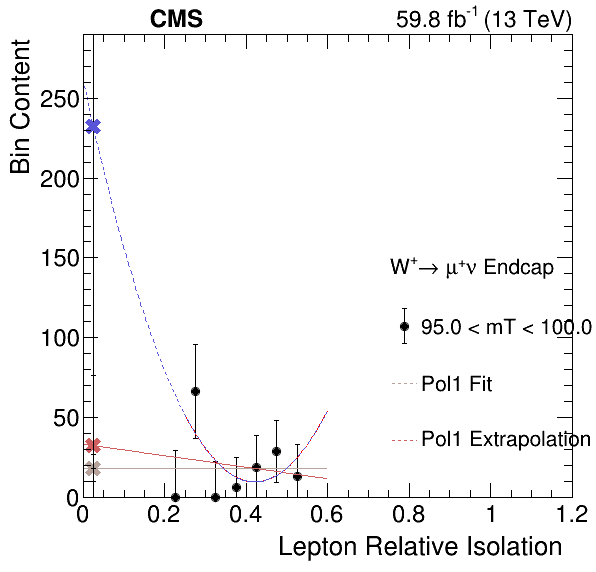 CMS
59.8 fb-1 (13 TeV)
Bin Content
250
200
150
100
50
0
W+→ μ+ν Endcap
95.0 < mT < 100.0
Pol1 Fit
Pol1 Extrapolation
0 0.2 0.4 0.6 0.8 1 1.2
Lepton Relative Isolation